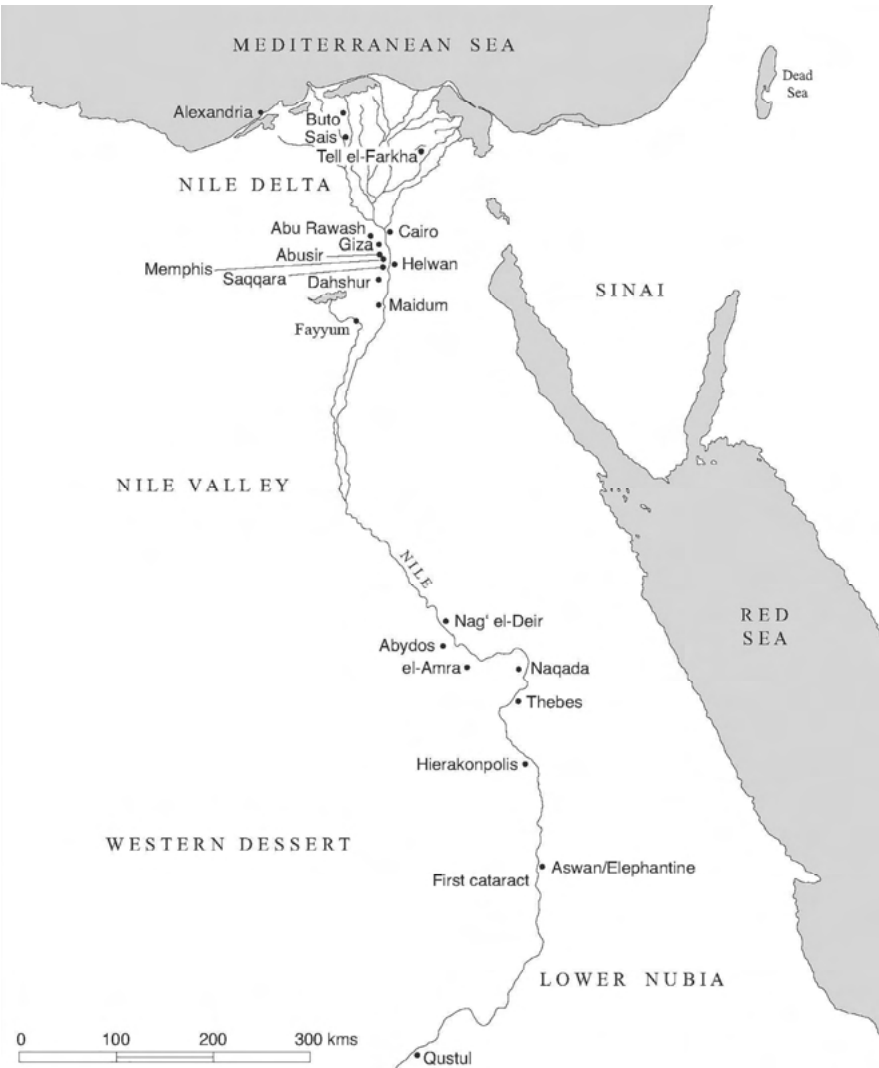 MEDITERRANEAN SEA
Dead
Sea
Alexandria
Buto
Sais
Tell el-Farkha
NILE DELTA
Abu Rawash
Cairo
Giza
Abusir
Helwan
Memphis
Saqqara
Dahshur
SINAI
Maidum
Fayyum
NILE VALLEY
NILE
Nag' el-Deir
RED
SEA
Abydos
el-Amra
Naqada
Thebes
Hierakonpolis
WESTERN DESSERT
Aswan/Elephantine
First cataract
LOWER NUBIA
0 100 200 300 kms
Qustul